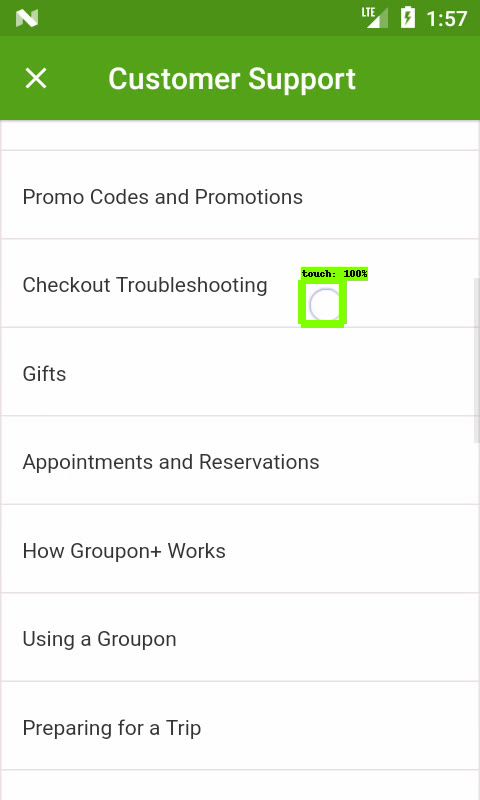 LTE 1:57
Customer Support
Promo Codes and Promotions
touch: 100%
Checkout Troubleshooting
Gifts
Appointments and Reservations
How Groupon+ Works
Using a Groupon
Preparing for a Trip